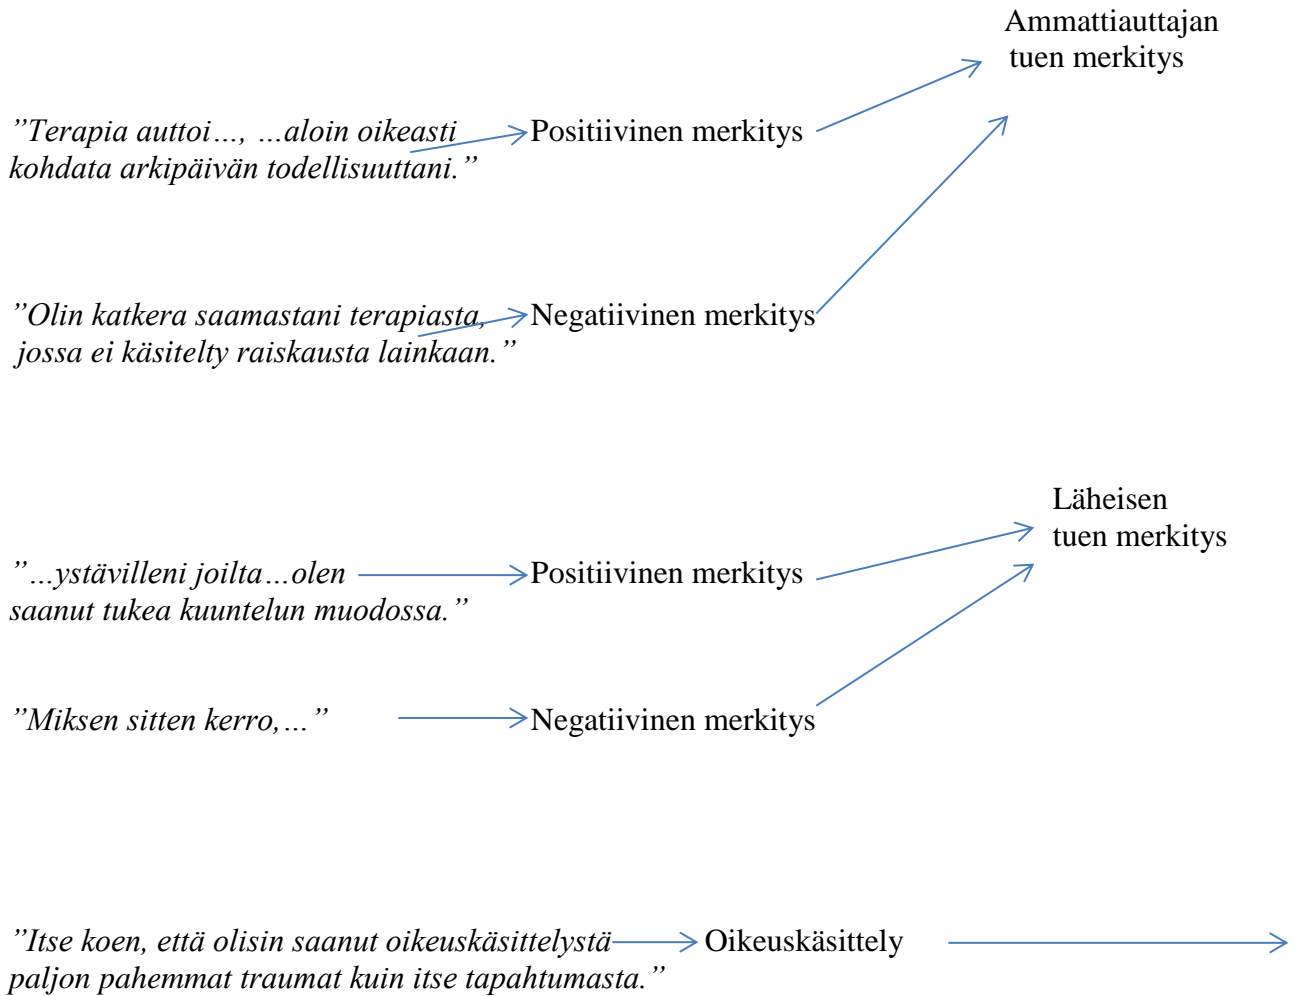 Ammattiauttajan
tuen merkitys
”Terapia auttoi…, …aloin oikeasti
kohdata arkipäivän todellisuuttani.”
Positiivinen merkitys
”Olin katkera saamastani terapiasta,
jossa ei käsitelty raiskausta lainkaan.”
Negatiivinen merkitys
Läheisen
tuen merkitys
”…ystävilleni joilta…olen
saanut tukea kuuntelun muodossa.”
Positiivinen merkitys
”Miksen sitten kerro,…”
Negatiivinen merkitys
”Itse koen, että olisin saanut oikeuskäsittelystä
paljon pahemmat traumat kuin itse tapahtumasta.”
Oikeuskäsittely